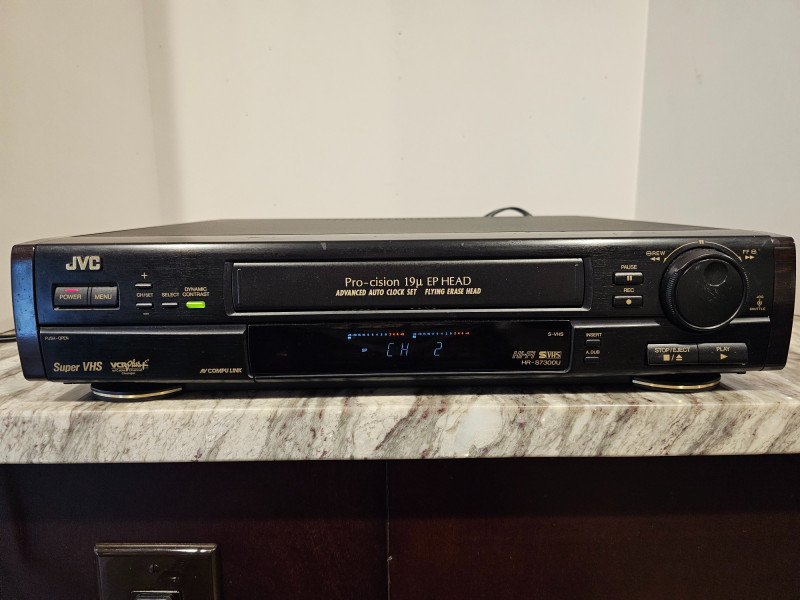 JVC
POWER
MENU
+
CH/SET
−
SELECT
DYNAMIC
CONTRAST
Pro-cision 19μ EP HEAD
ADVANCED AUTO CLOCK SET FLYING ERASE HEAD
PAUSE
REC
REW
FF
JOG
SHUTTLE
PUSH-OPEN
Super VHS
VCR Plus+
AV COMPU LINK
SP
CH 2
S-VHS
Hi-Fi SVHS
HR-S7300U
INSERT
A.DUB
STOP/EJECT
PLAY